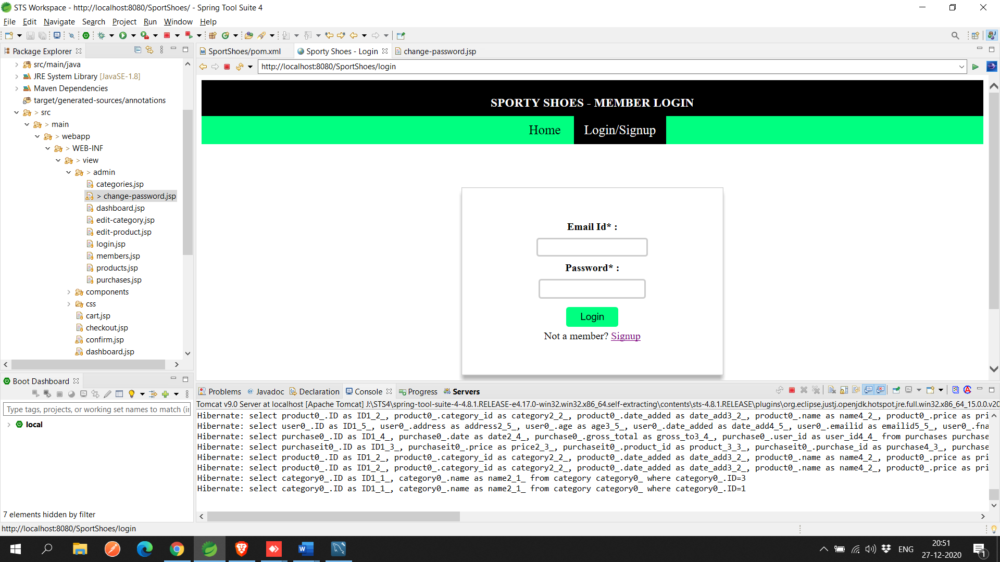 STS Workspace - http://localhost:8080/SportShoes/ - Spring Tool Suite 4
File Edit Navigate Search Project Run Window Help
Package Explorer
src/main/java
JRE System Library [JavaSE-1.8]
Maven Dependencies
target/generated-sources/annotations
> src
> main
> webapp
> WEB-INF
> view
> admin
categories.jsp
> change-password.jsp
dashboard.jsp
edit-category.jsp
edit-product.jsp
login.jsp
members.jsp
products.jsp
purchases.jsp
components
css
cart.jsp
checkout.jsp
confirm.jsp
dashboard.jsp
Boot Dashboard
Type tags, projects, or working set names to match (in
local
7 elements hidden by filter
SportShoes/pom.xml
Sporty Shoes - Login
change-password.jsp
http://localhost:8080/SportShoes/login
SPORTY SHOES - MEMBER LOGIN
Home Login/Signup
Email Id* :
Password* :
Login
Not a member? Signup
Problems @ Javadoc Declaration Console Progress Servers
Tomcat v9.0 Server at localhost [Apache Tomcat] J:\STS4\spring-tool-suite-4-4.8.1.RELEASE-e4.17.0-win32.win32.x86_64.self-extracting\contents\sts-4.8.1.RELEASE\plugins\org.eclipse.justj.openjdk.hotspot.jre.full.win32.x86_64_15.0.0.v20
Hibernate: select product0_.ID as ID1_2_, product0_.category_id as category2_2_, product0_.date_added as date_add3_2_, product0_.name as name4_2_, product0_.price as pri
Hibernate: select user0_.ID as ID1_5_, user0_.address as address2_5_, user0_.age as age3_5_, user0_.date_added as date_add4_5_, user0_.emailid as emailid5_5_, user0_.fna
Hibernate: select purchase0_.ID as ID1_4_, purchase0_.date as date2_4_, purchase0_.gross_total as gross_to3_4_, purchase0_.user_id as user_id4_4_ from purchases purchase
Hibernate: select purchaseit0_.ID as ID1_3_, purchaseit0_.price as price2_3_, purchaseit0_.product_id as product_3_3_, purchaseit0_.purchase_id as purchase4_3_, purchase
Hibernate: select product0_.ID as ID1_2_, product0_.category_id as category2_2_, product0_.date_added as date_add3_2_, product0_.name as name4_2_, product0_.price as pri
Hibernate: select product0_.ID as ID1_2_, product0_.category_id as category2_2_, product0_.date_added as date_add3_2_, product0_.name as name4_2_, product0_.price as pri
Hibernate: select category0_.ID as ID1_1_, category0_.name as name2_1_ from category category0_ where category0_.ID=3
Hibernate: select category0_.ID as ID1_1_, category0_.name as name2_1_ from category category0_ where category0_.ID=1
http://localhost:8080/SportShoes/login
ENG
20:51
27-12-2020
1